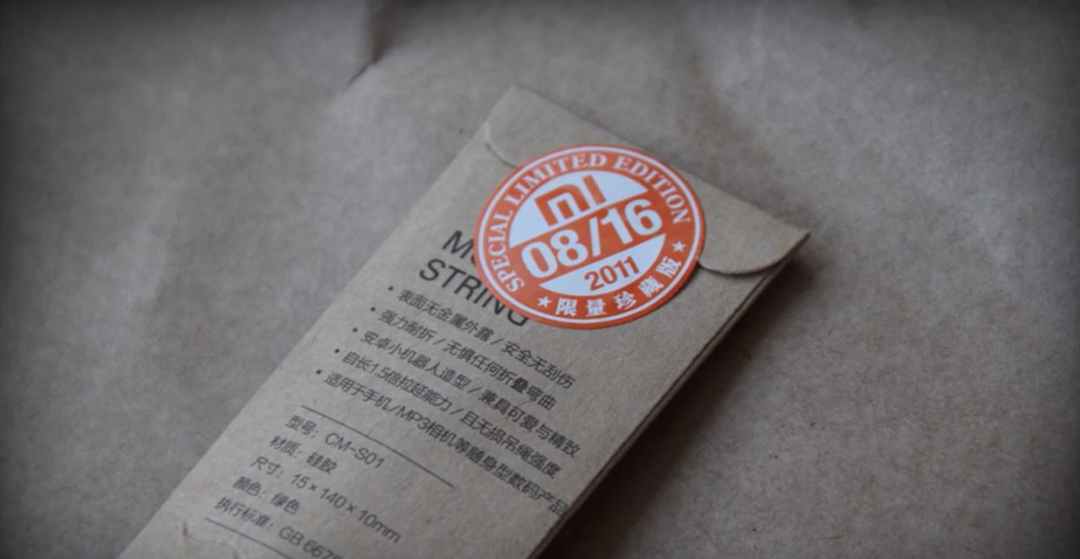 SPECIAL LIMITED EDITION
mi
08/16
2011
★ 限量珍藏版 ★
STRING
• 表面无金属外露 / 安全无刮伤
• 强力耐折 / 无惧任何折叠弯曲
• 安卓小机器人造型 / 兼具可爱与精致
• 自长1.5倍拉延能力 / 且无损吊绳强度
• 适用于手机/MP3相机等随身型数码产品
型号: CM-S01
材质: 硅胶
尺寸: 15×140×10mm
颜色: 绿色
执行标准: GB 667